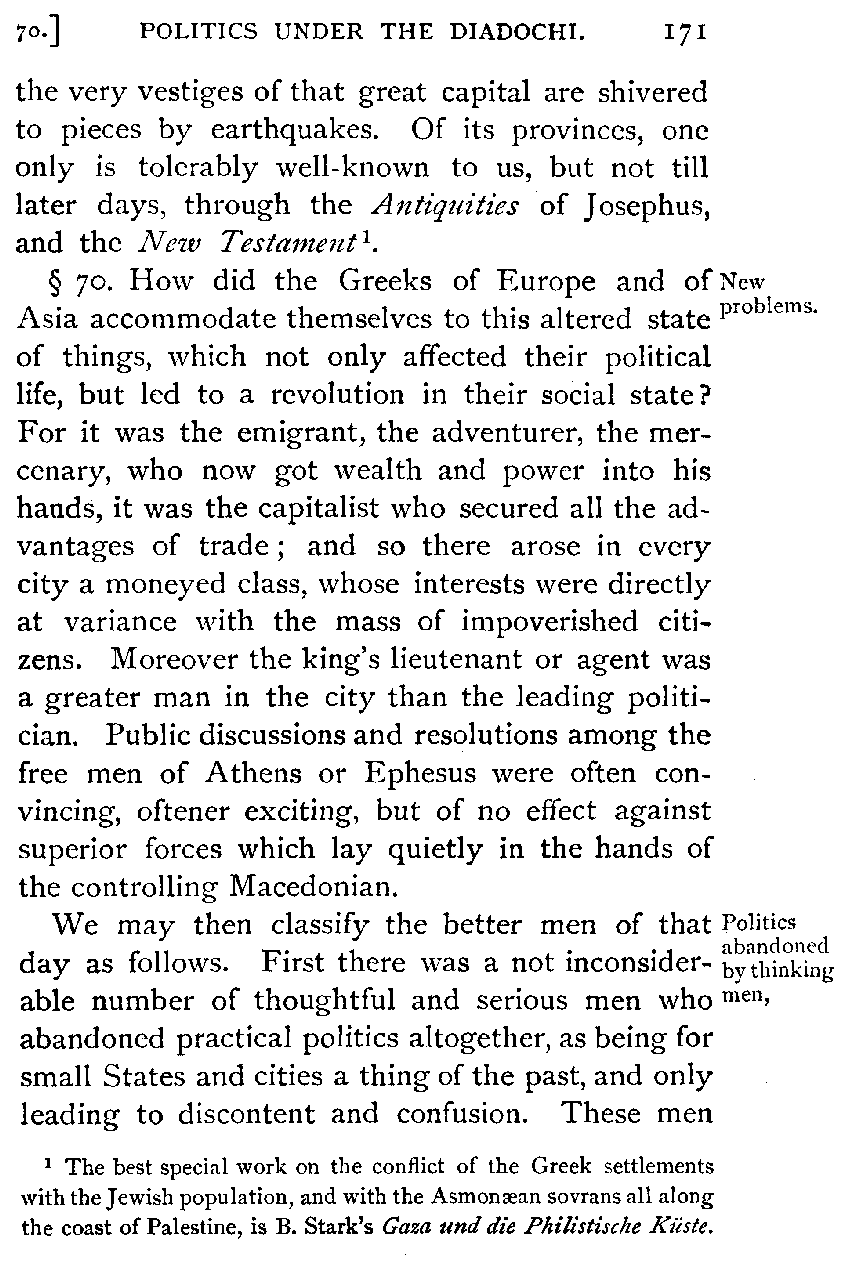 70.] POLITICS UNDER THE DIADOCHI. 171
the very vestiges of that great capital are shivered
to pieces by earthquakes. Of its provinces, one
only is tolerably well-known to us, but not till
later days, through the Antiquities of Josephus,
and the New Testament¹.
§ 70. How did the Greeks of Europe and of
New
problems.
Asia accommodate themselves to this altered state
of things, which not only affected their political
life, but led to a revolution in their social state?
For it was the emigrant, the adventurer, the mer-
cenary, who now got wealth and power into his
hands, it was the capitalist who secured all the ad-
vantages of trade; and so there arose in every
city a moneyed class, whose interests were directly
at variance with the mass of impoverished citi-
zens. Moreover the king's lieutenant or agent was
a greater man in the city than the leading politi-
cian. Public discussions and resolutions among the
free men of Athens or Ephesus were often con-
vincing, oftener exciting, but of no effect against
superior forces which lay quietly in the hands of
the controlling Macedonian.
We may then classify the better men of that
Politics
abandoned
by thinking
men,
day as follows. First there was a not inconsider-
able number of thoughtful and serious men who
abandoned practical politics altogether, as being for
small States and cities a thing of the past, and only
leading to discontent and confusion. These men
¹ The best special work on the conflict of the Greek settlements
with the Jewish population, and with the Asmonæan sovrans all along
the coast of Palestine, is B. Stark's Gaza und die Philistische Küste.